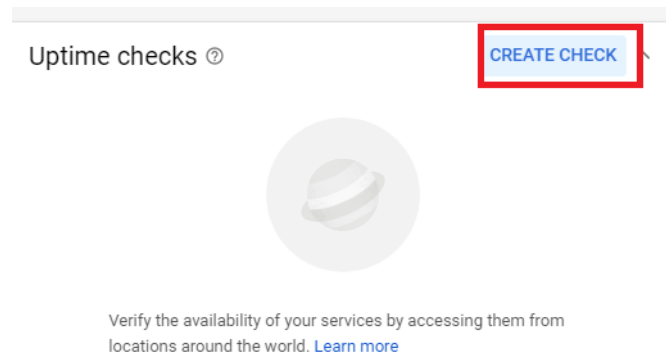 Uptime checks
CREATE CHECK
Verify the availability of your services by accessing them from
locations around the world. Learn more